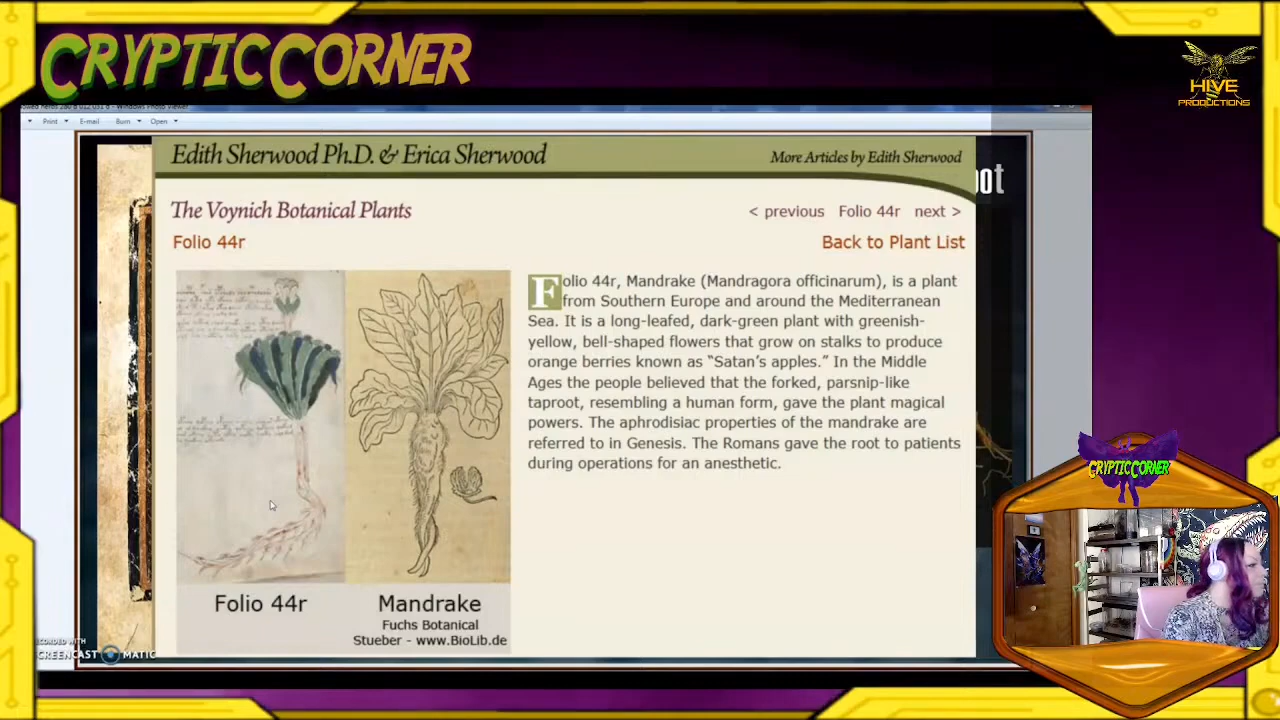 CRYPTICCORNER
HIVE
PRODUCTIONS
Print E-mail Burn Open
Edith Sherwood Ph.D. & Erica Sherwood
More Articles by Edith Sherwood
The Voynich Botanical Plants
< previous Folio 44r next >
Folio 44r
Back to Plant List
Folio 44r, Mandrake (Mandragora officinarum), is a plant
from Southern Europe and around the Mediterranean
Sea. It is a long-leafed, dark-green plant with greenish-
yellow, bell-shaped flowers that grow on stalks to produce
orange berries known as “Satan’s apples.” In the Middle
Ages the people believed that the forked, parsnip-like
taproot, resembling a human form, gave the plant magical
powers. The aphrodisiac properties of the mandrake are
referred to in Genesis. The Romans gave the root to patients
during operations for an anesthetic.
Folio 44r
Mandrake
Fuchs Botanical
Stueber - www.BioLib.de
CRYPTICCORNER